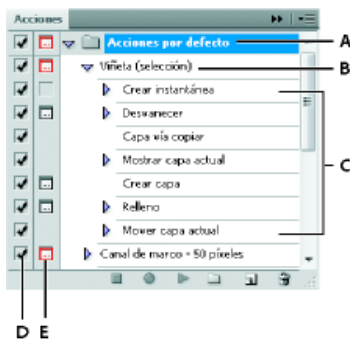 Acciones
Acciones por defecto
A
Viñeta (selección)
B
Crear instantánea
Desvanecer
Capa vía copiar
Mostrar capa actual
C
Crear capa
Relleno
Mover capa actual
Canal de marco - 50 píxeles
D E